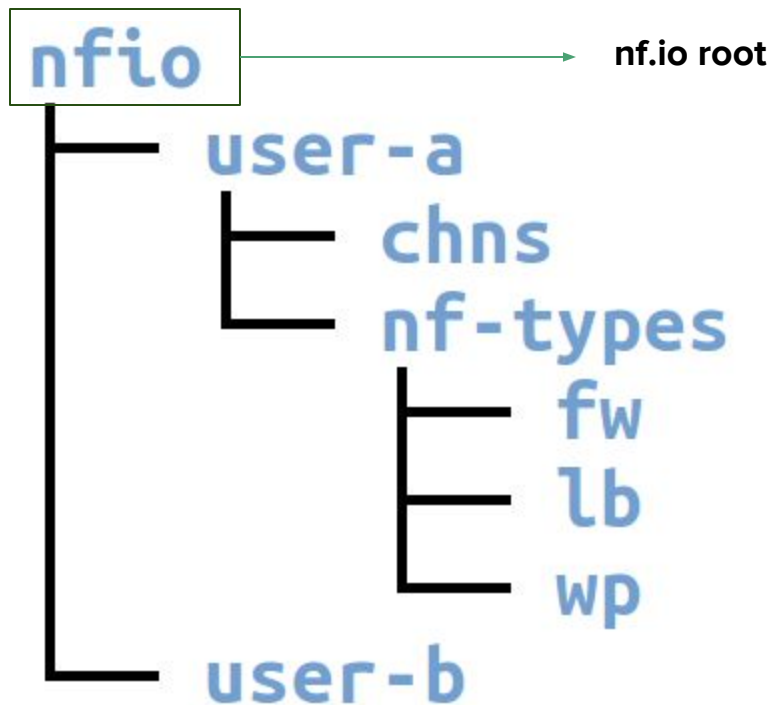 nfio nf.io root
user-a
chns
nf-types
fw
lb
wp
user-b